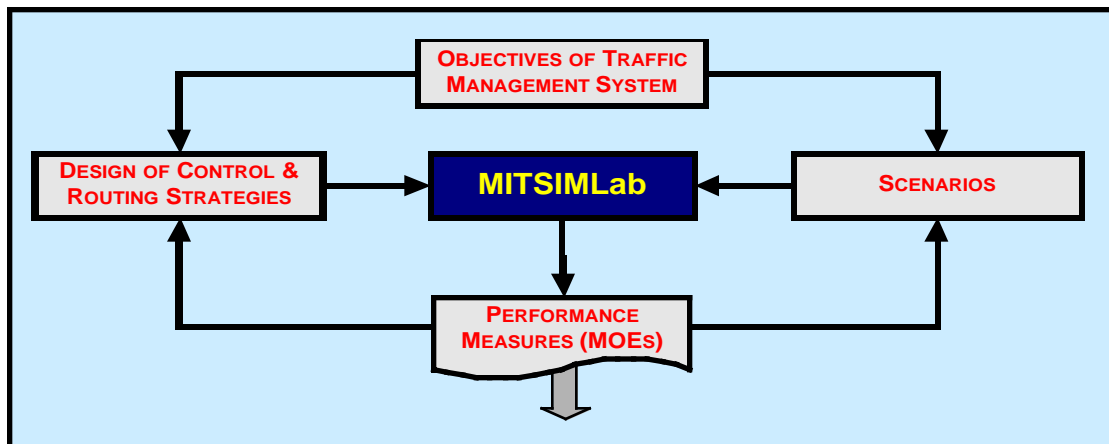 OBJECTIVES OF TRAFFIC
MANAGEMENT SYSTEM
DESIGN OF CONTROL &
ROUTING STRATEGIES
MITSIMLab
SCENARIOS
PERFORMANCE
MEASURES (MOES)